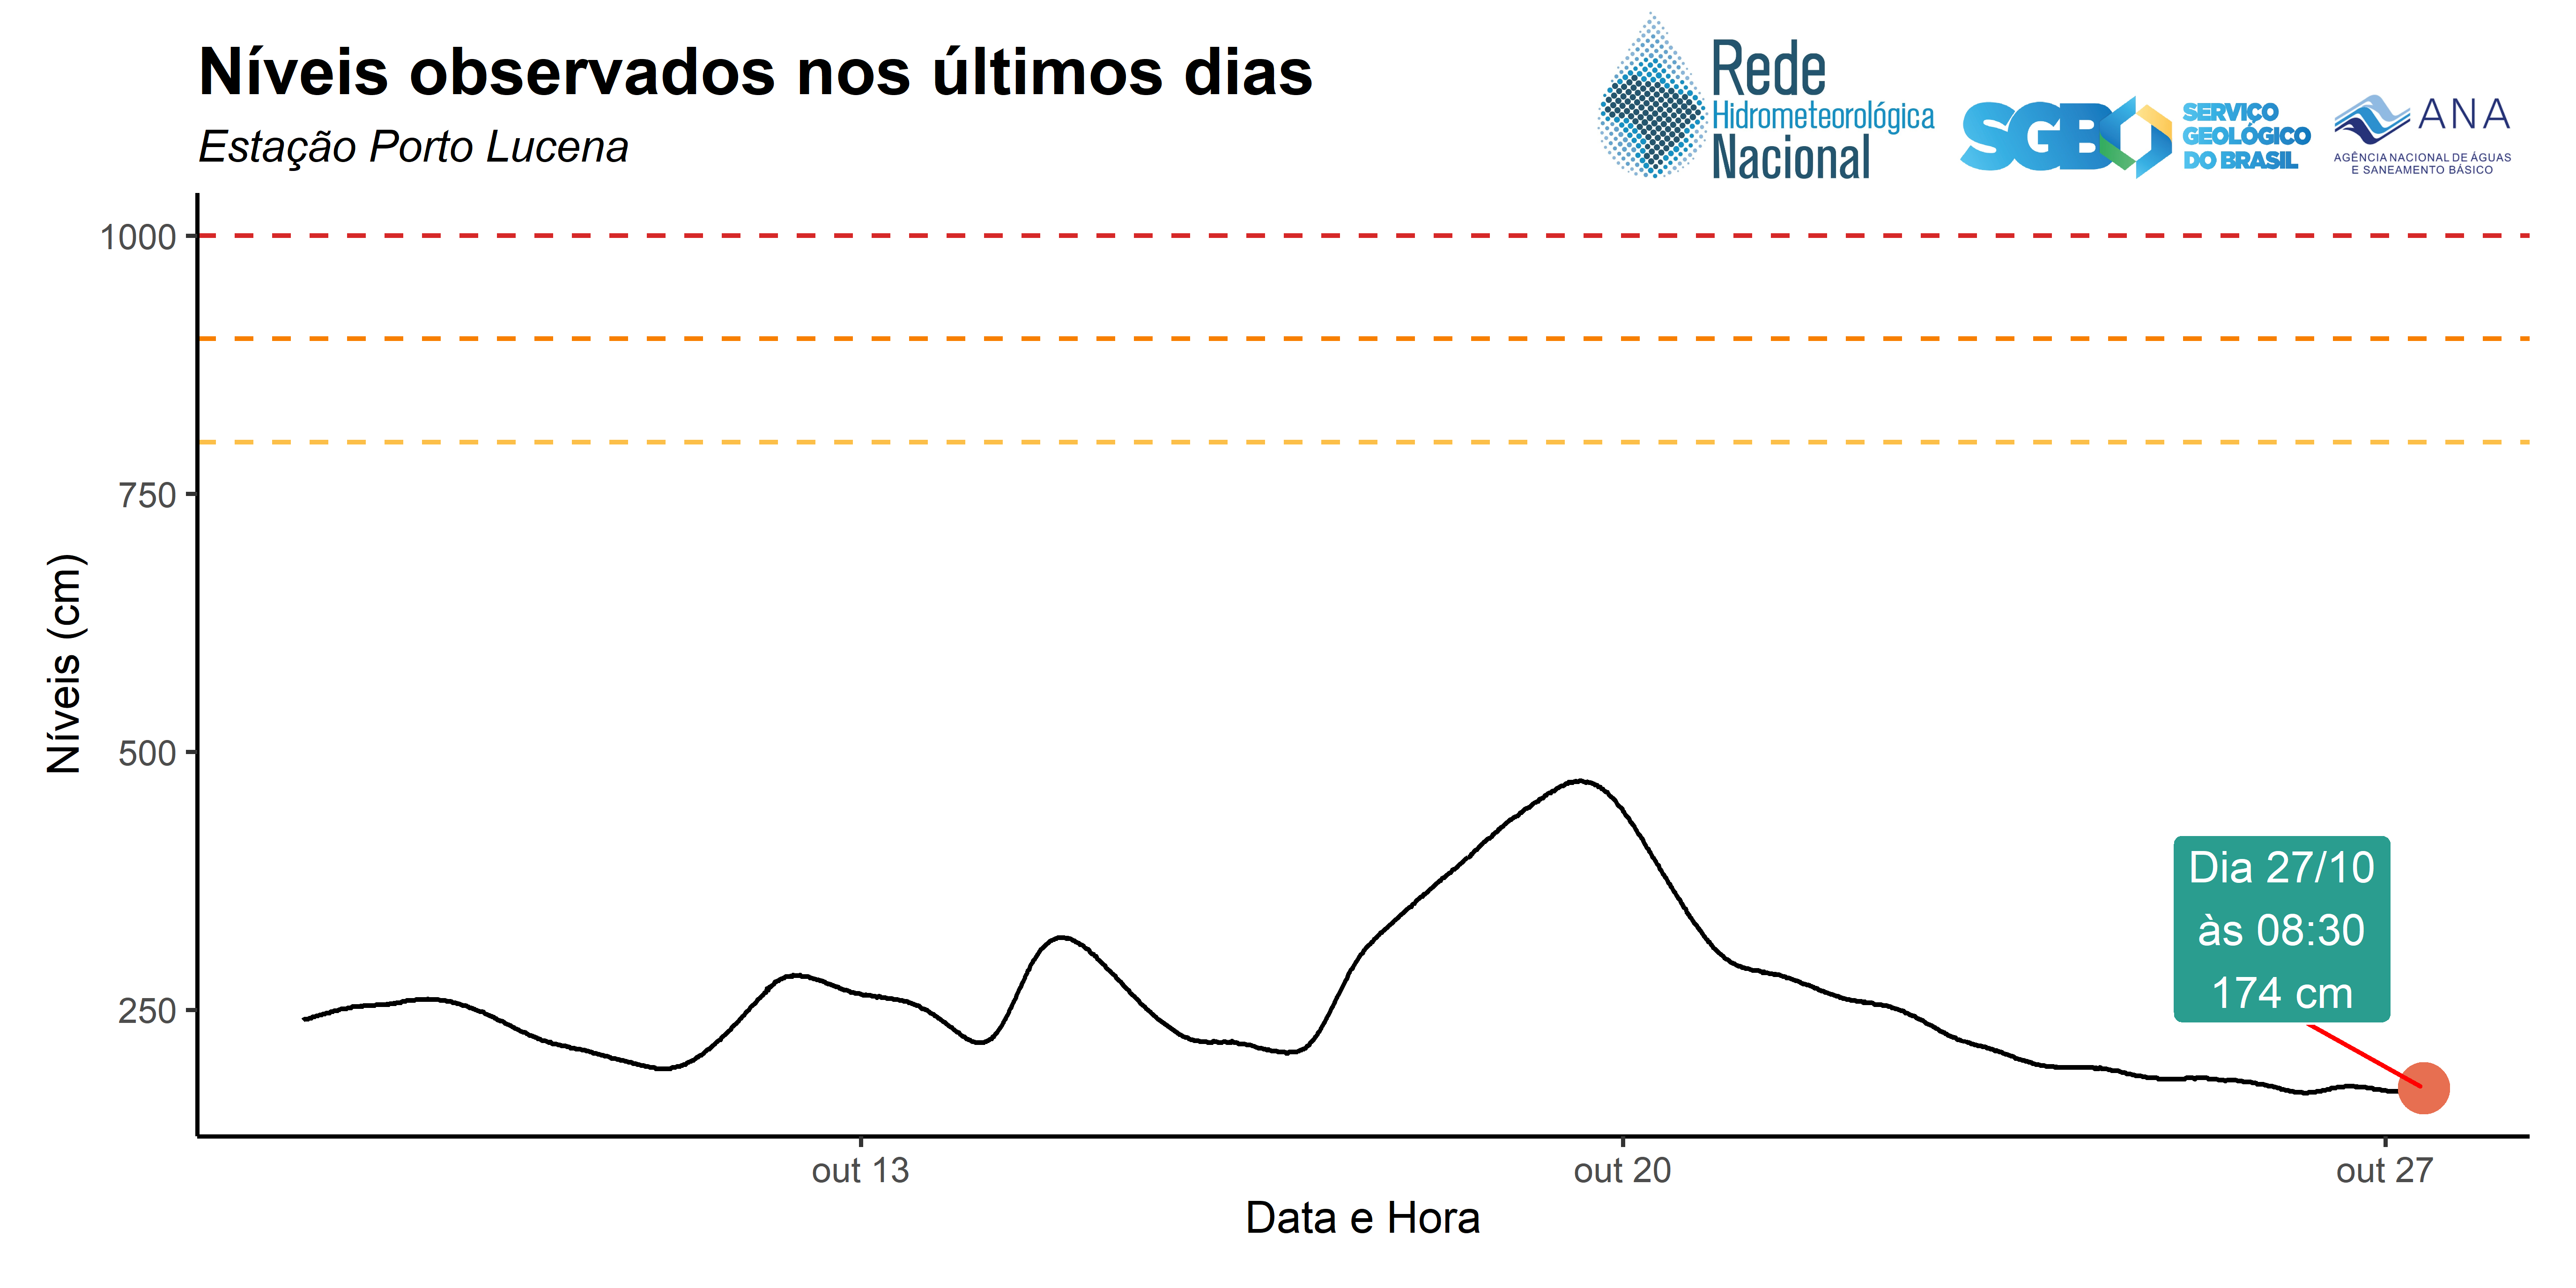 Níveis observados nos últimos dias
Estação Porto Lucena
Rede
Hidrometeorológica
Nacional
SGB
SERVIÇO
GEOLÓGICO
DO BRASIL
ANA
AGÊNCIA NACIONAL DE ÁGUAS
E SANEAMENTO BÁSICO
Níveis (cm)
1000
750
500
250
Dia 27/10
às 08:30
174 cm
out 13
out 20
out 27
Data e Hora